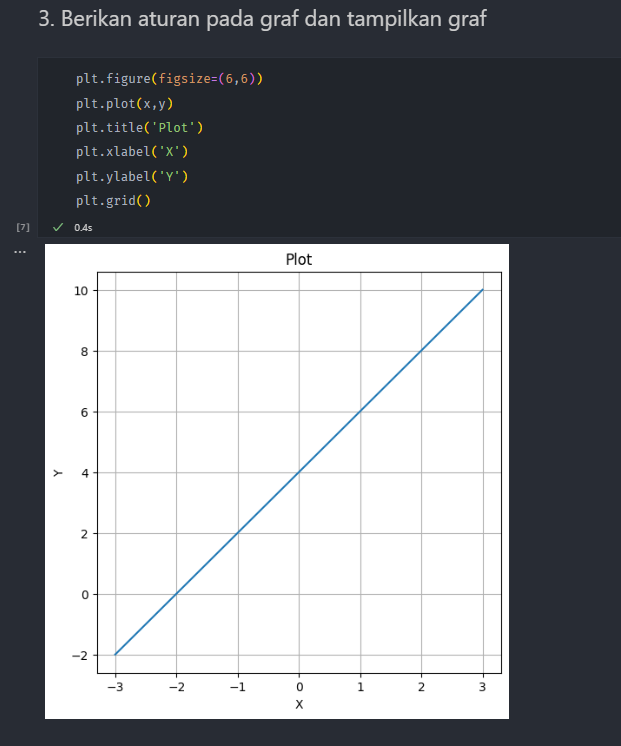 3. Berikan aturan pada graf dan tampilkan graf
plt.figure(figsize=(6,6))
plt.plot(x,y)
plt.title('Plot')
plt.xlabel('X')
plt.ylabel('Y')
plt.grid()
[7]
0.4s
...
Plot
10
8
6
4
2
0
−2
Y
−3 −2 −1 0 1 2 3
X